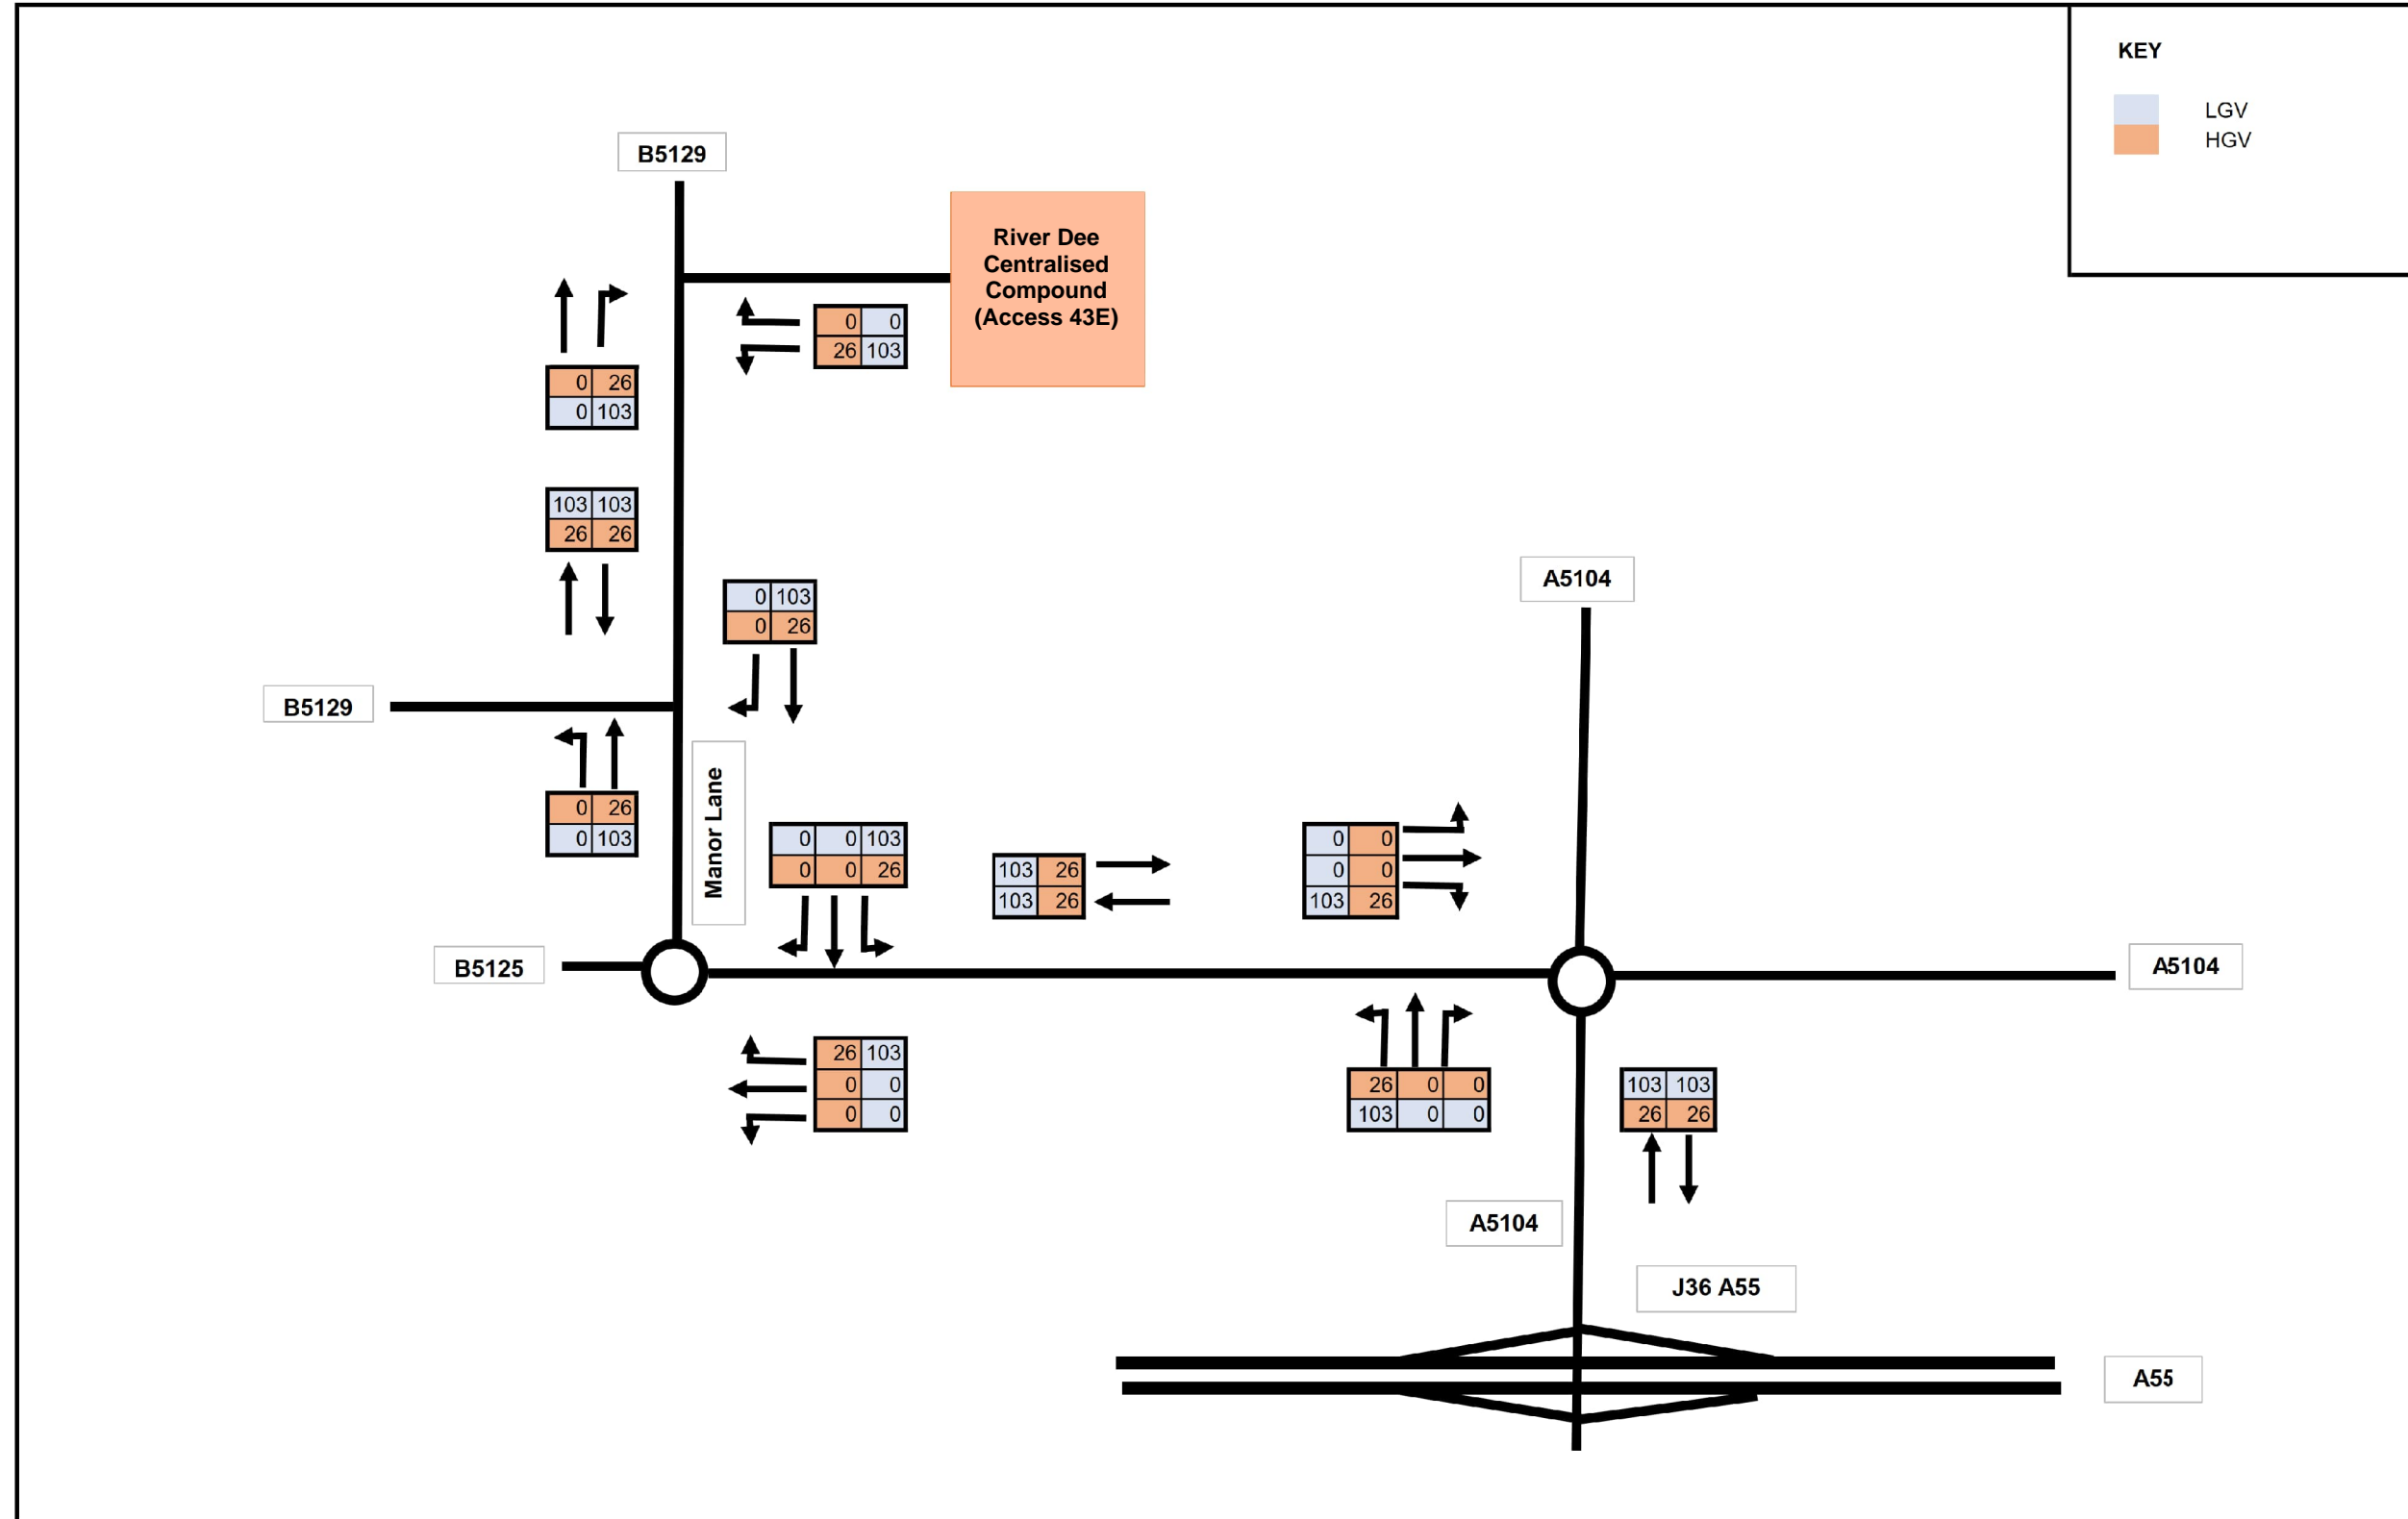 KEY
LGV
HGV
B5129
River Dee
Centralised
Compound
(Access 43E)
0 0
26 103
0 26
0 103
103 103
26 26
0 103
0 26
A5104
B5129
Manor Lane
0 26
0 103
0 0 103
0 0 26
103 26
103 26
0 0
0 0
103 26
B5125
A5104
26 103
0 0
0 0
26 0 0
103 0 0
103 103
26 26
A5104
J36 A55
A55